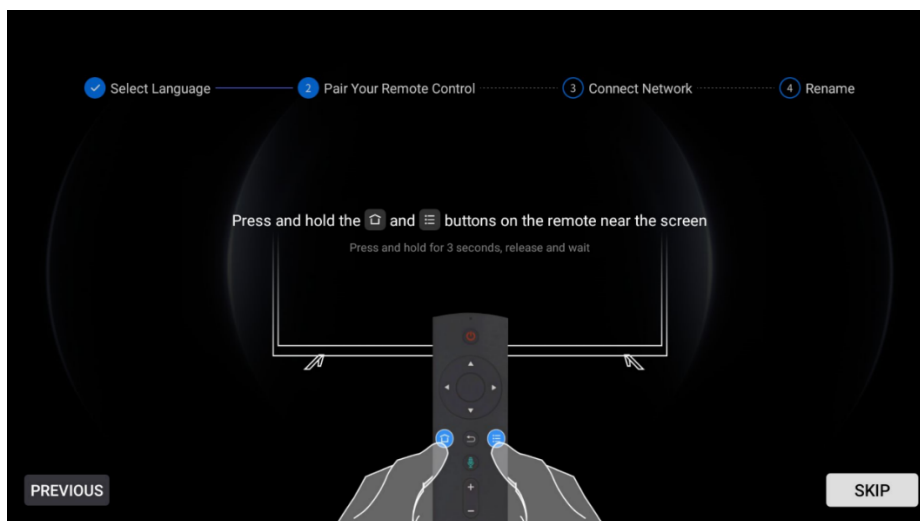 Select Language
2 Pair Your Remote Control
3 Connect Network
4 Rename
Press and hold the and buttons on the remote near the screen
Press and hold for 3 seconds, release and wait
+
-
PREVIOUS
SKIP